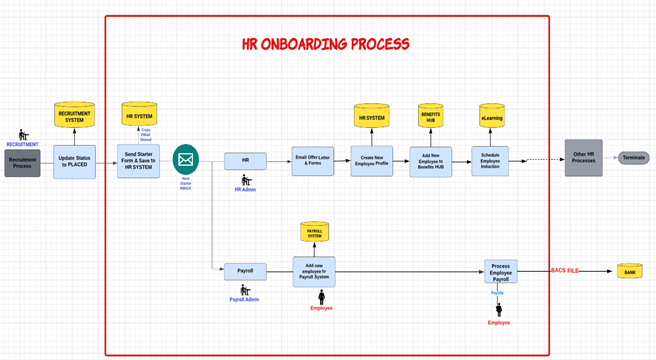 HR ONBOARDING PROCESS
RECRUITMENT
SYSTEM
HR SYSTEM
HR SYSTEM
BENEFITS
HUB
eLearning
Copy
EMail
Stored
RECRUITMENT
Recruitment
Process
Update Status
to PLACED
Send Starter
Form & Save to
HR SYSTEM
HR
Email Offer Letter
& Forms
Create New
Employee Profile
Add New
Employee to
Benefits HUB
Schedule
Employee
Induction
Other HR
Processes
Terminate
New
Starter
HR Admin
PAYROLL
SYSTEM
Payroll
Add new
employee to
Payroll System
Process
Employee
Payroll
BACS FILE
BANK
Payroll Admin
Employee
Payslip
Employee